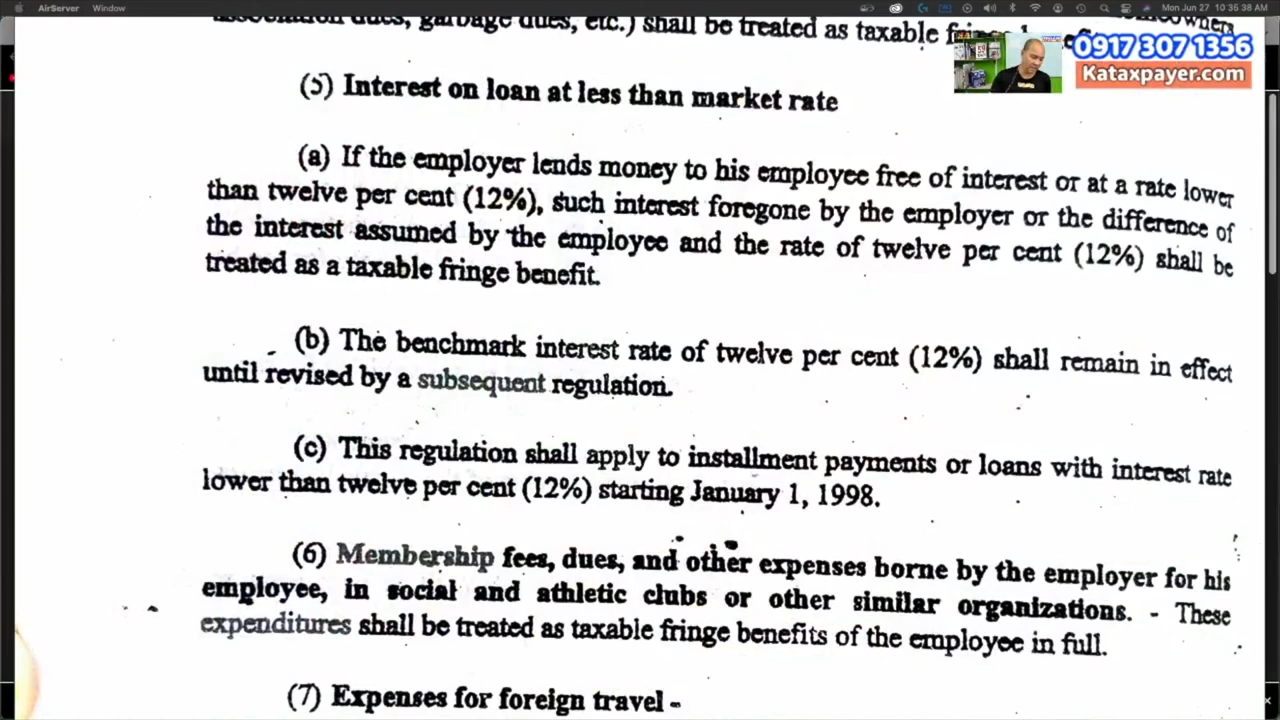 AirServer Window Mon Jun 27 10:35:38 AM
association dues, garbage dues, etc.) shall be treated as taxable
0917 307 1356
Kataxpayer.com
(5) Interest on loan at less than market rate
(a) If the employer lends money to his employee free of interest or at a rate lower
than twelve per cent (12%), such interest foregone by the employer or the difference of
the interest assumed by the employee and the rate of twelve per cent (12%) shall be
treated as a taxable fringe benefit.
(b) The benchmark interest rate of twelve per cent (12%) shall remain in effect
until revised by a subsequent regulation.
(c) This regulation shall apply to installment payments or loans with interest rate
lower than twelve per cent (12%) starting January 1, 1998.
(6) Membership fees, dues, and other expenses borne by the employer for his
employee, in social and athletic clubs or other similar organizations. - These
expenditures shall be treated as taxable fringe benefits of the employee in full.
(7) Expenses for foreign travel -